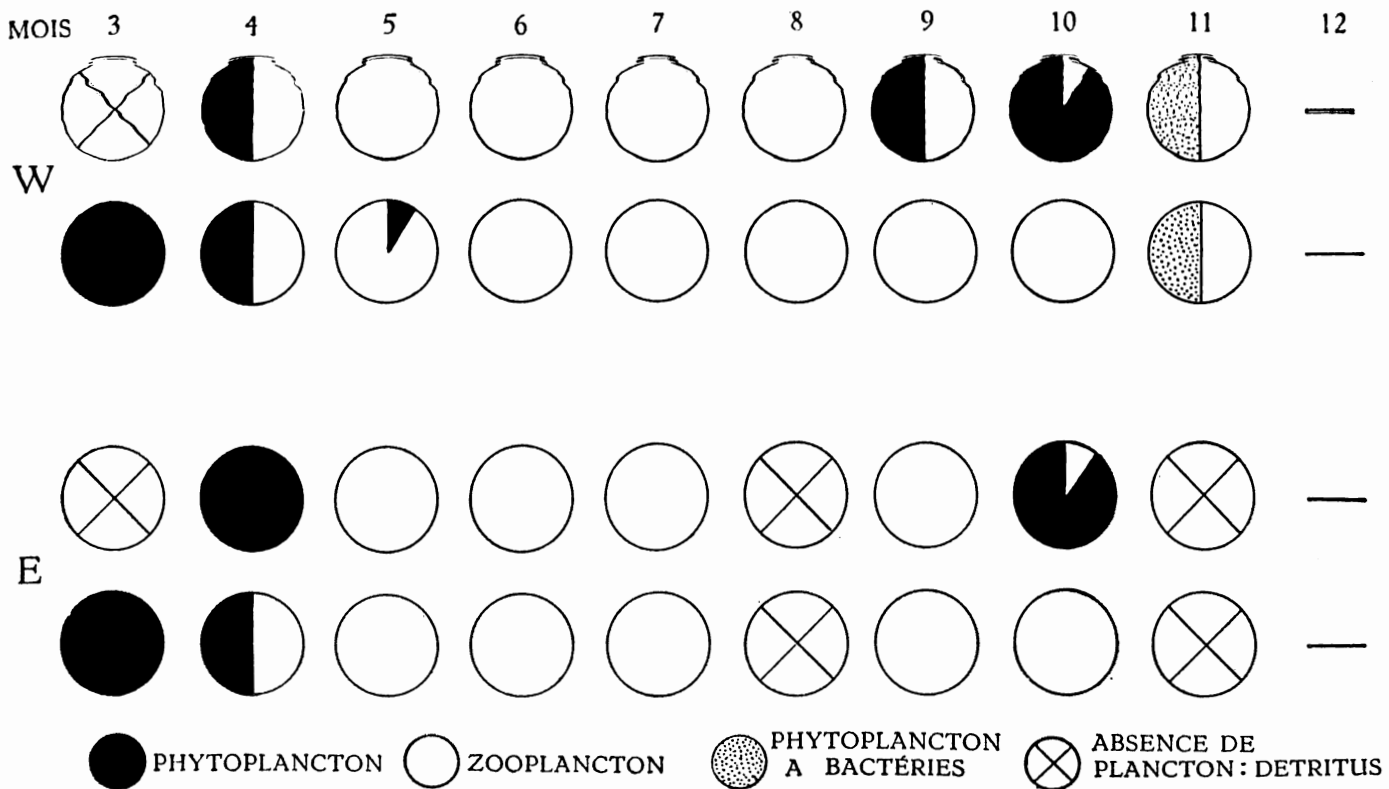 MOIS 3 4 5 6 7 8 9 10 11 12
W
E
PHYTOPLANCTON
ZOOPLANCTON
PHYTOPLANCTON
A BACTÉRIES
ABSENCE DE
PLANCTON : DETRITUS